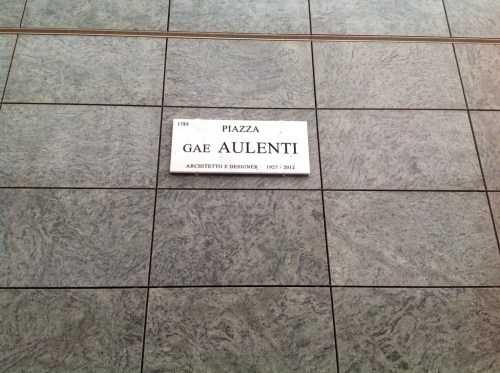 1785
PIAZZA
GAE AULENTI
ARCHITETTO E DESIGNER 1927 - 2012